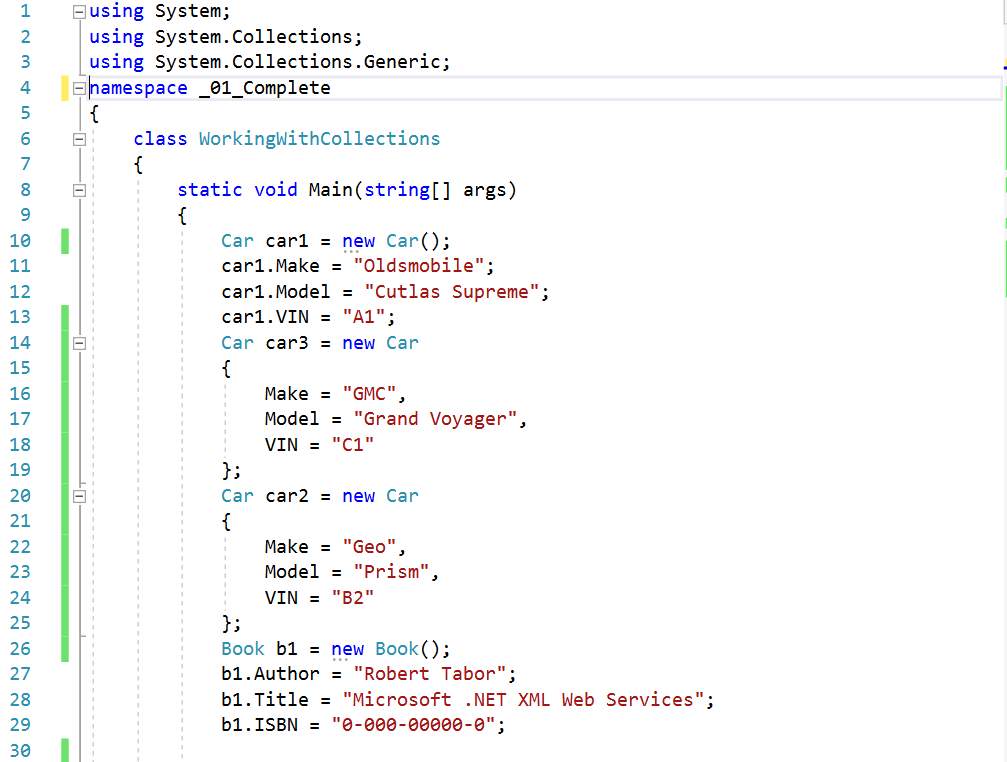 1 using System;
2 using System.Collections;
3 using System.Collections.Generic;
4 namespace _01_Complete
5 {
6     class WorkingWithCollections
7     {
8         static void Main(string[] args)
9         {
10             Car car1 = new Car();
11             car1.Make = "Oldsmobile";
12             car1.Model = "Cutlas Supreme";
13             car1.VIN = "A1";
14             Car car3 = new Car
15             {
16                 Make = "GMC",
17                 Model = "Grand Voyager",
18                 VIN = "C1"
19             };
20             Car car2 = new Car
21             {
22                 Make = "Geo",
23                 Model = "Prism",
24                 VIN = "B2"
25             };
26             Book b1 = new Book();
27             b1.Author = "Robert Tabor";
28             b1.Title = "Microsoft .NET XML Web Services";
29             b1.ISBN = "0-000-00000-0";
30